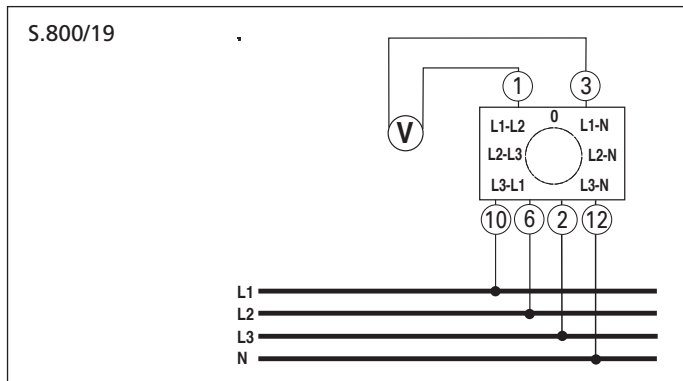 S.800/19
1 3
V
0
L1-L2 L1-N
L2-L3 L2-N
L3-L1 L3-N
10 6 2 12
L1
L2
L3
N